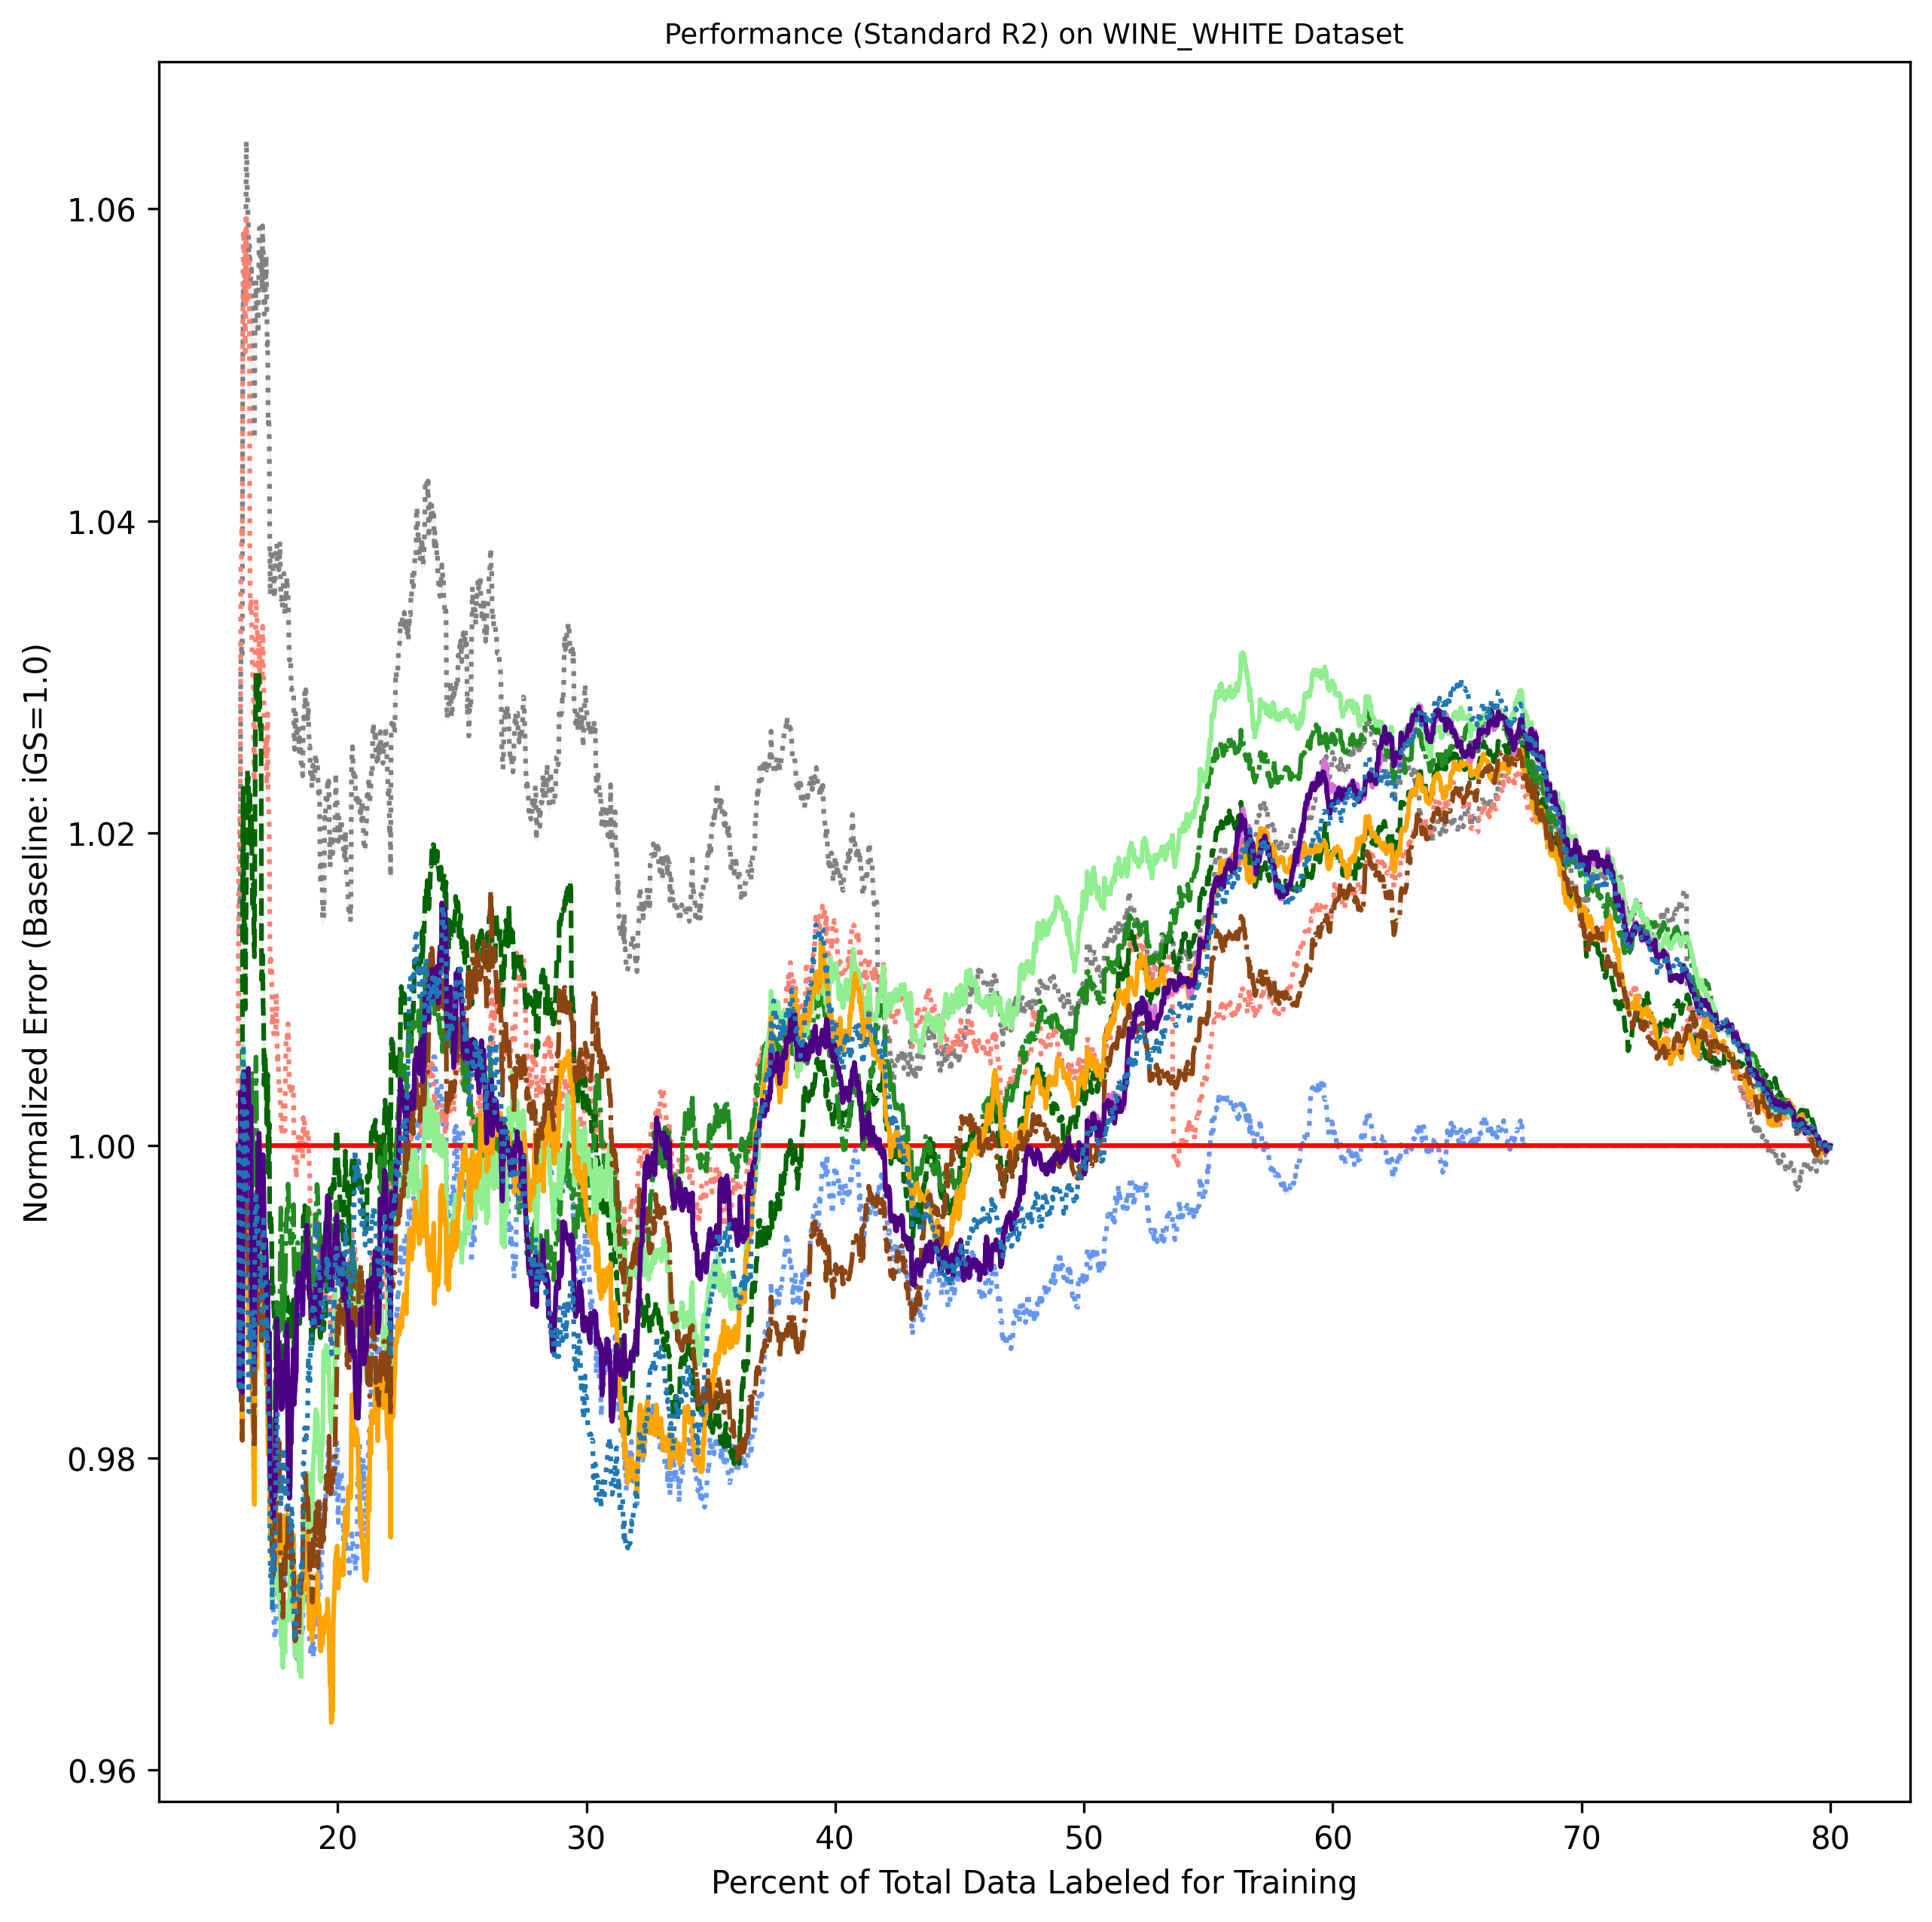 Performance (Standard R2) on WINE_WHITE Dataset
Normalized Error (Baseline: iGS=1.0)
1.06
1.04
1.02
1.00
0.98
0.96
20 30 40 50 60 70 80
Percent of Total Data Labeled for Training